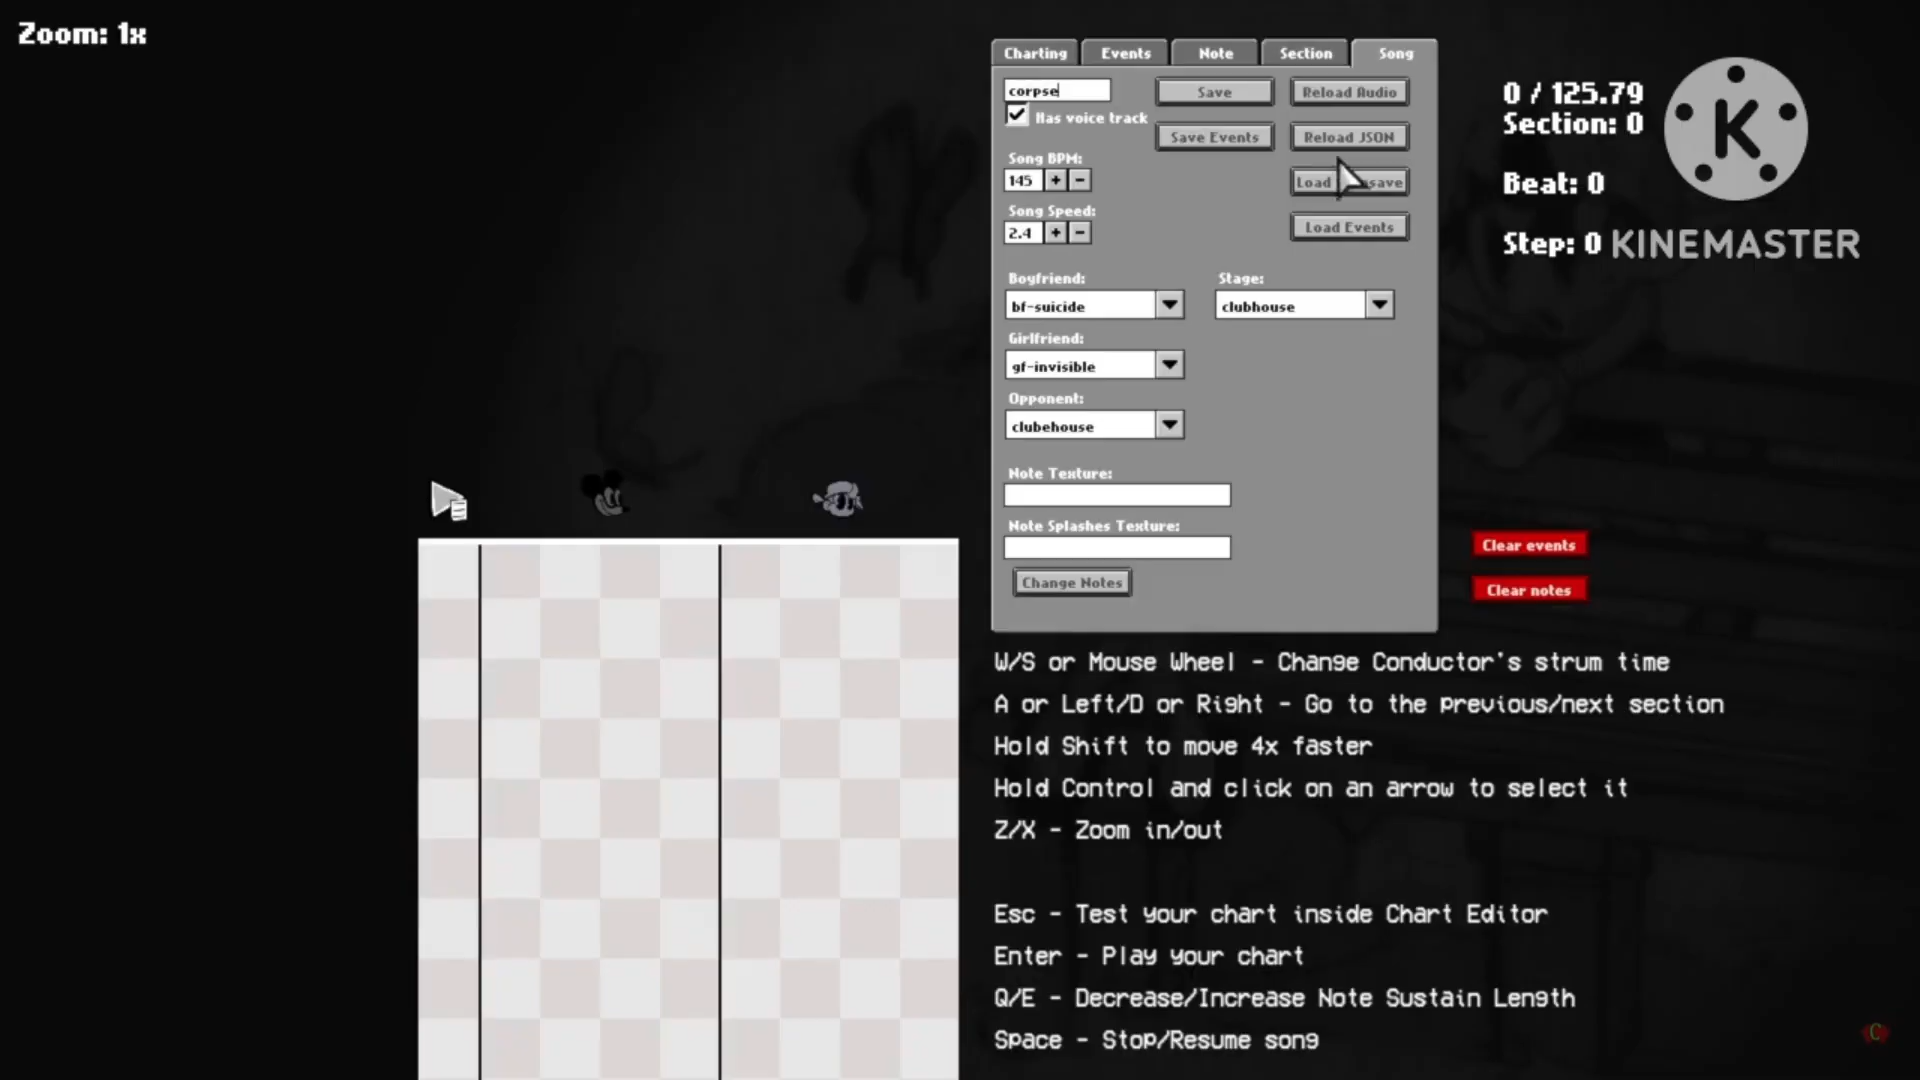 Zoom: 1x
Charting Events Note Section Song
corpse Save Reload Audio
Has voice track
Save Events Reload JSON
Song BPM:
145 + -
Load save
Song Speed:
2.4 + -
Load Events
Boyfriend: Stage:
bf-suicide clubhouse
Girlfriend:
gf-invisible
Opponent:
clubehouse
Note Texture:
Note Splashes Texture:
Change Notes
0 / 125.79
Section: 0
Beat: 0
Step: 0
K
KINEMASTER
Clear events
Clear notes
W/S or Mouse Wheel - Change Conductor's strum time
A or Left/D or Right - Go to the previous/next section
Hold Shift to move 4x faster
Hold Control and click on an arrow to select it
Z/X - Zoom in/out
Esc - Test your chart inside Chart Editor
Enter - Play your chart
Q/E - Decrease/Increase Note Sustain Length
Space - Stop/Resume song
C